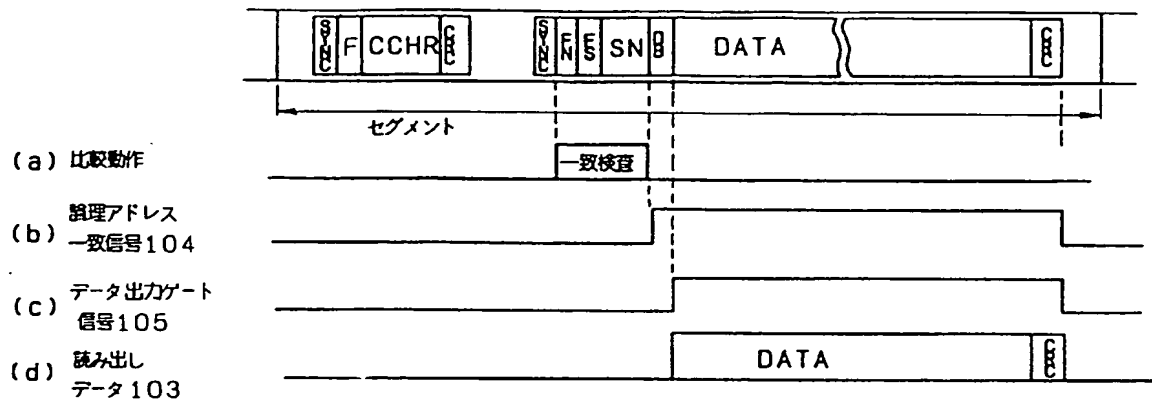 SYNC F CCHR CRC SYNC FN FS SN DB DATA CRC
セグメント
(a) 比較動作 一致検査
(b) 論理アドレス
一致信号104
(c) データ出力ゲート
信号105
(d) 読み出し
データ103
DATA CRC